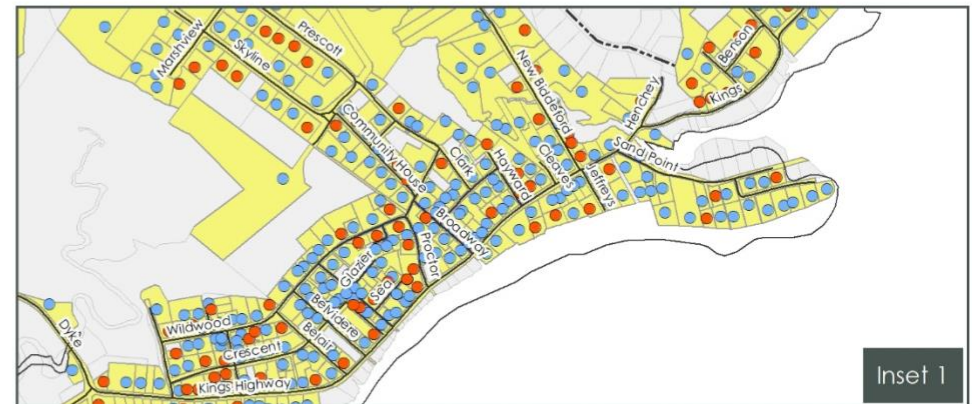 Marshview
Skyline
Prescott
Benson
Kings
Henchey
New Biddeford
Community House
Clark
Hayward
Cleaves
Sand Point
Jeffreys
Broadway
Proctor
Glazier
Seal
Belvidere
Belair
Wildwood
Crescent
Kings Highway
Dyke
Inset 1